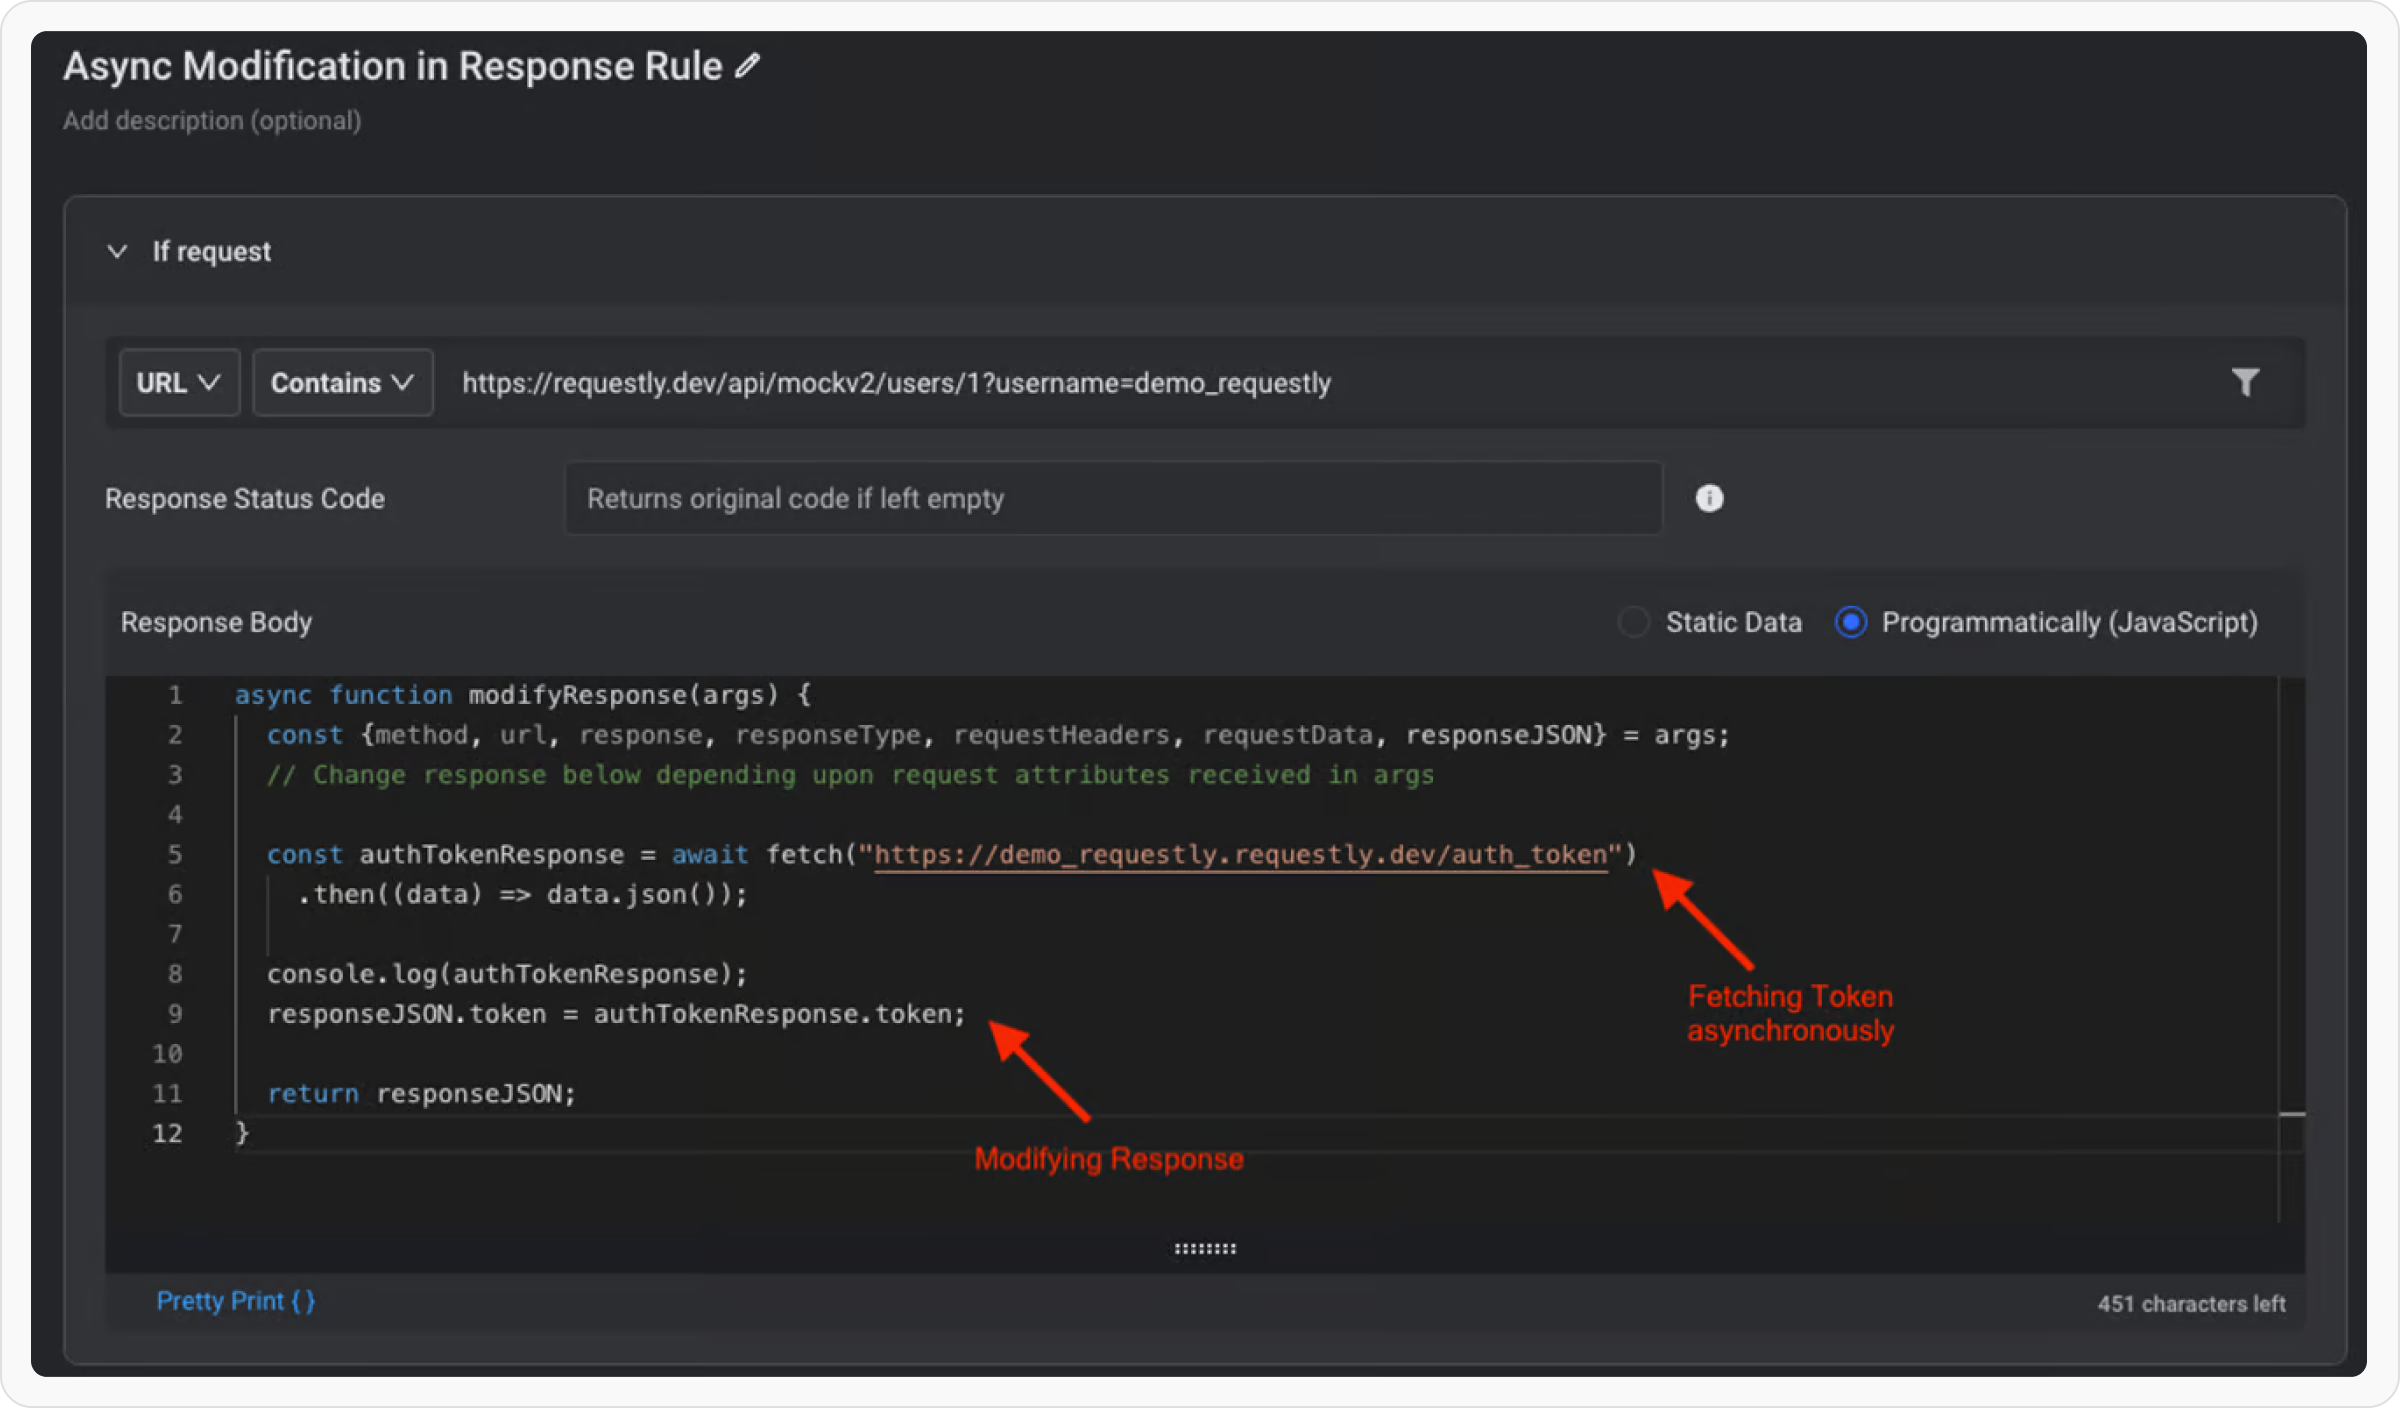 Async Modification in Response Rule
Add description (optional)
If request
URL Contains https://requestly.dev/api/mockv2/users/1?username=demo_requestly
Response Status Code Returns original code if left empty
Response Body Static Data Programmatically (JavaScript)
1 async function modifyResponse(args) {
2 const {method, url, response, responseType, requestHeaders, requestData, responseJSON} = args;
3 // Change response below depending upon request attributes received in args
4
5 const authTokenResponse = await fetch("https://demo_requestly.requestly.dev/auth_token")
6 .then((data) => data.json());
7
8 console.log(authTokenResponse);
9 responseJSON.token = authTokenResponse.token;
10
11 return responseJSON;
12 }
Fetching Token
asynchronously
Modifying Response
Pretty Print { }
451 characters left